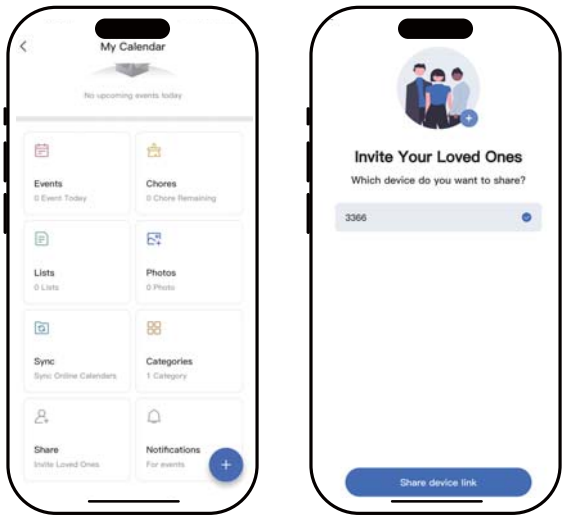 My Calendar
No upcoming events today
Events
0 Event Today
Chores
0 Chore Remaining
Lists
0 Lists
Photos
0 Photo
Sync
Sync Online Calenders
Categories
1 Category
Share
Invite Loved Ones
Notifications
For events
Invite Your Loved Ones
Which device do you want to share?
3366
Share device link